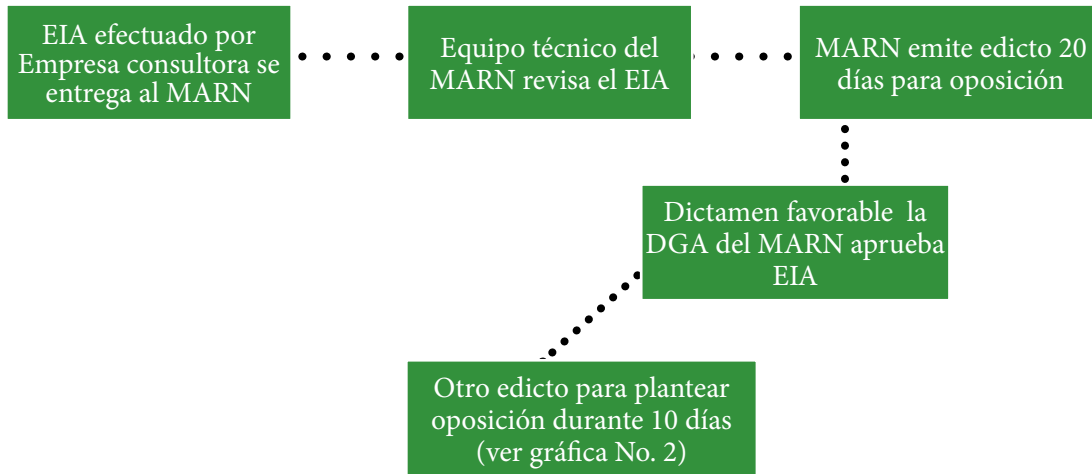 EIA efectuado por
Empresa consultora se
entrega al MARN
Equipo técnico del
MARN revisa el EIA
MARN emite edicto 20
días para oposición
Dictamen favorable la
DGA del MARN aprueba
EIA
Otro edicto para plantear
oposición durante 10 días
(ver gráfica No. 2)